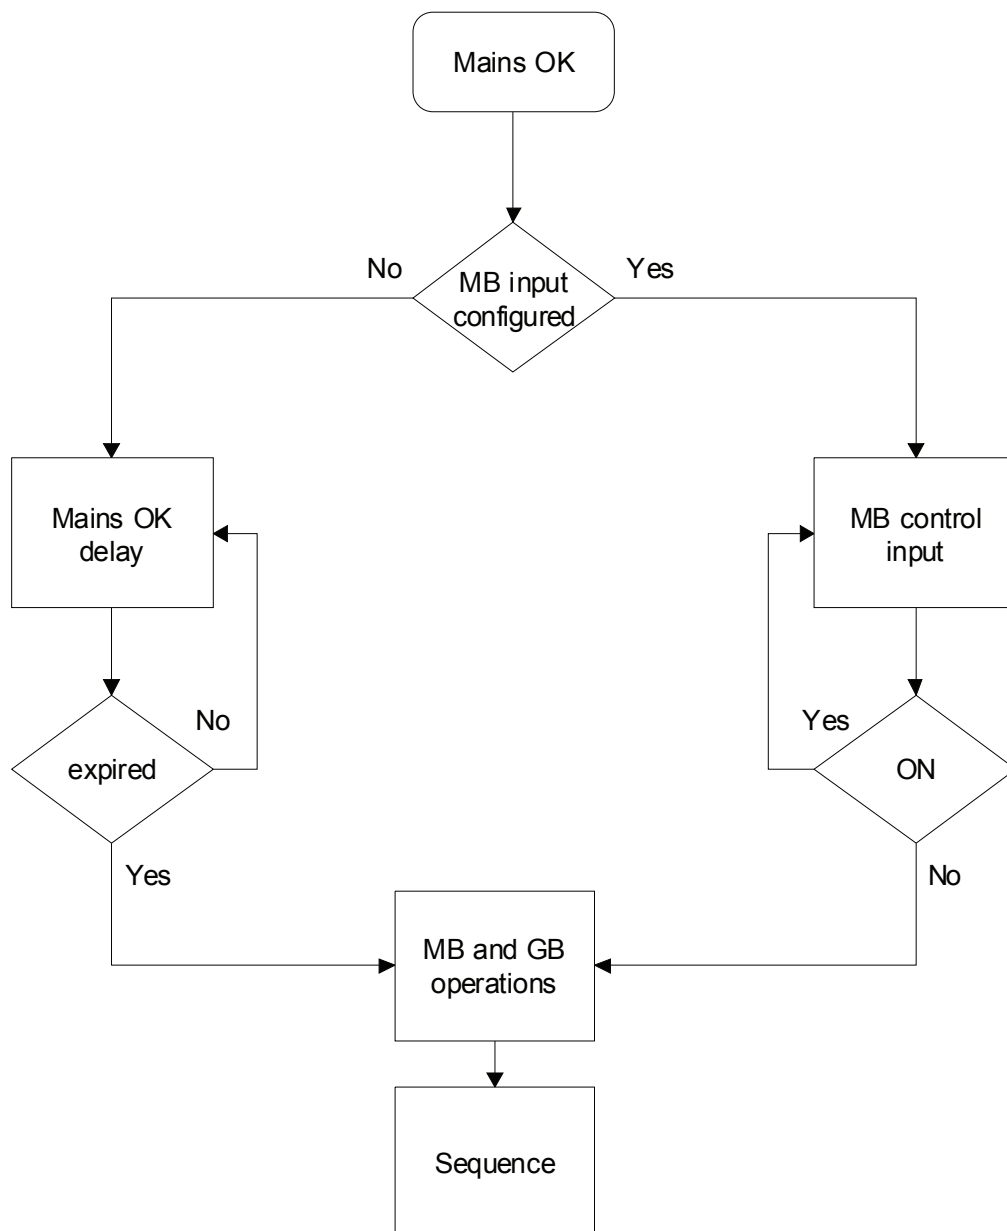 Mains OK
No
Yes
MB input
configured
Mains OK
delay
MB control
input
No
Yes
expired
ON
Yes
No
MB and GB
operations
Sequence